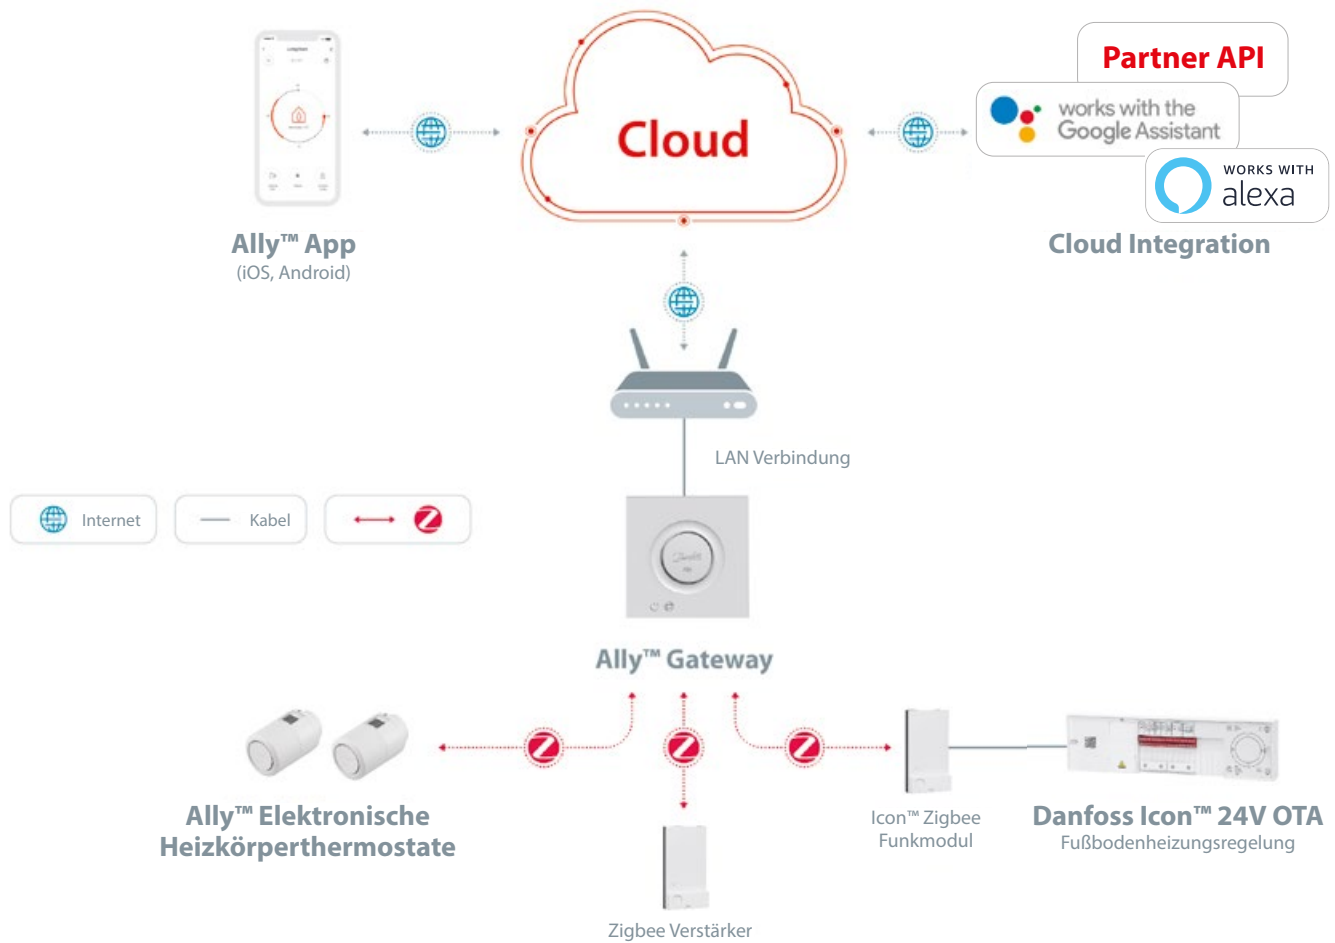 Partner API
works with the
Google Assistant
WORKS WITH
alexa
Cloud
Ally™ App
(iOS, Android)
Cloud Integration
LAN Verbindung
Internet
Kabel
Ally™ Gateway
Ally™ Elektronische
Heizkörperthermostate
Icon™ Zigbee
Funkmodul
Danfoss Icon™ 24V OTA
Fußbodenheizungsregelung
Zigbee Verstärker